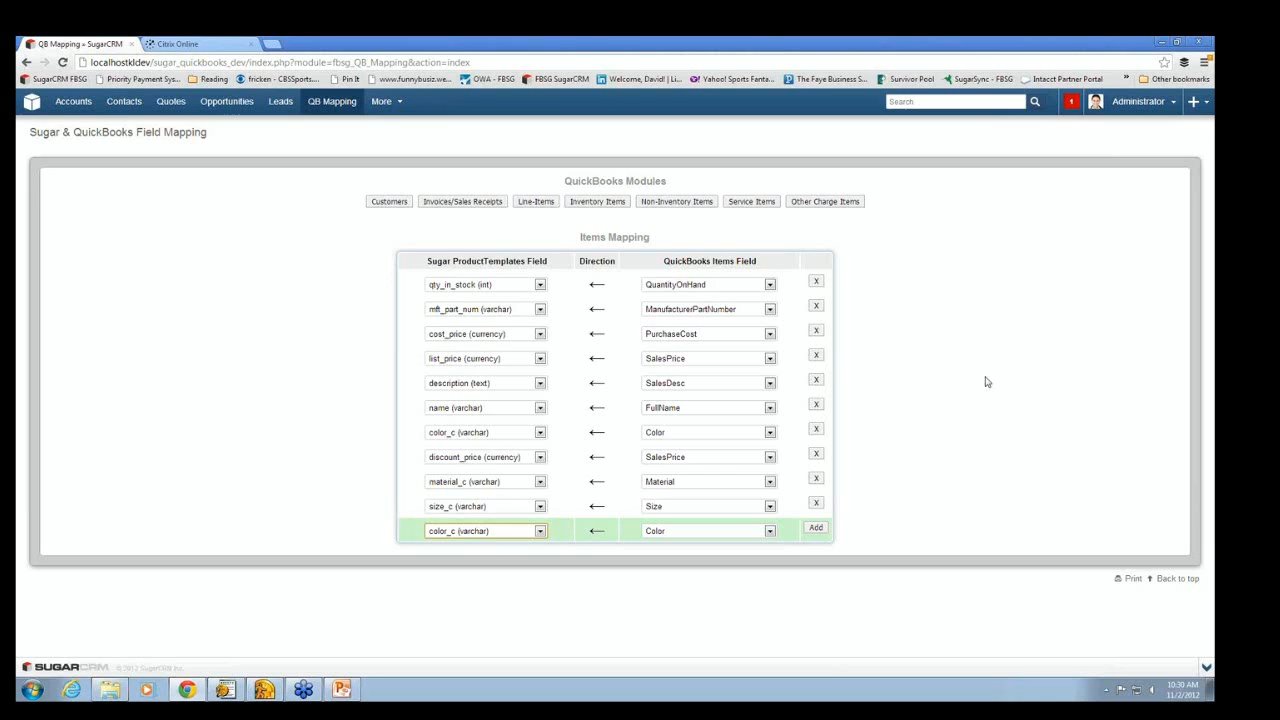 QB Mapping » SugarCRM × Citrix Online ×
localhostkldev/sugar_quickbooks_dev/index.php?module=fbsg_QB_Mapping&action=index
SugarCRM FBSG Priority Payment Sys... Reading fricken - CBSSports... Pin It www.funnybusiz.we... OWA - FBSG FBSG SugarCRM Welcome, David! | Li... Yahoo! Sports Fanta... The Faye Business S... Survivor Pool SugarSync - FBSG Intacct Partner Portal » Other bookmarks
Accounts Contacts Quotes Opportunities Leads QB Mapping More Search 1 Administrator
Sugar & QuickBooks Field Mapping
QuickBooks Modules
Customers Invoices/Sales Receipts Line-Items Inventory Items Non-Inventory Items Service Items Other Charge Items
Items Mapping
Sugar ProductTemplates Field Direction QuickBooks Items Field
qty_in_stock (int) ← QuantityOnHand X
mft_part_num (varchar) ← ManufacturerPartNumber X
cost_price (currency) ← PurchaseCost X
list_price (currency) ← SalesPrice X
description (text) ← SalesDesc X
name (varchar) ← FullName X
color_c (varchar) ← Color X
discount_price (currency) ← SalesPrice X
material_c (varchar) ← Material X
size_c (varchar) ← Size X
color_c (varchar) ← Color Add
Print Back to top
SUGARCRM © 2012 SugarCRM Inc.
10:30 AM
11/2/2012